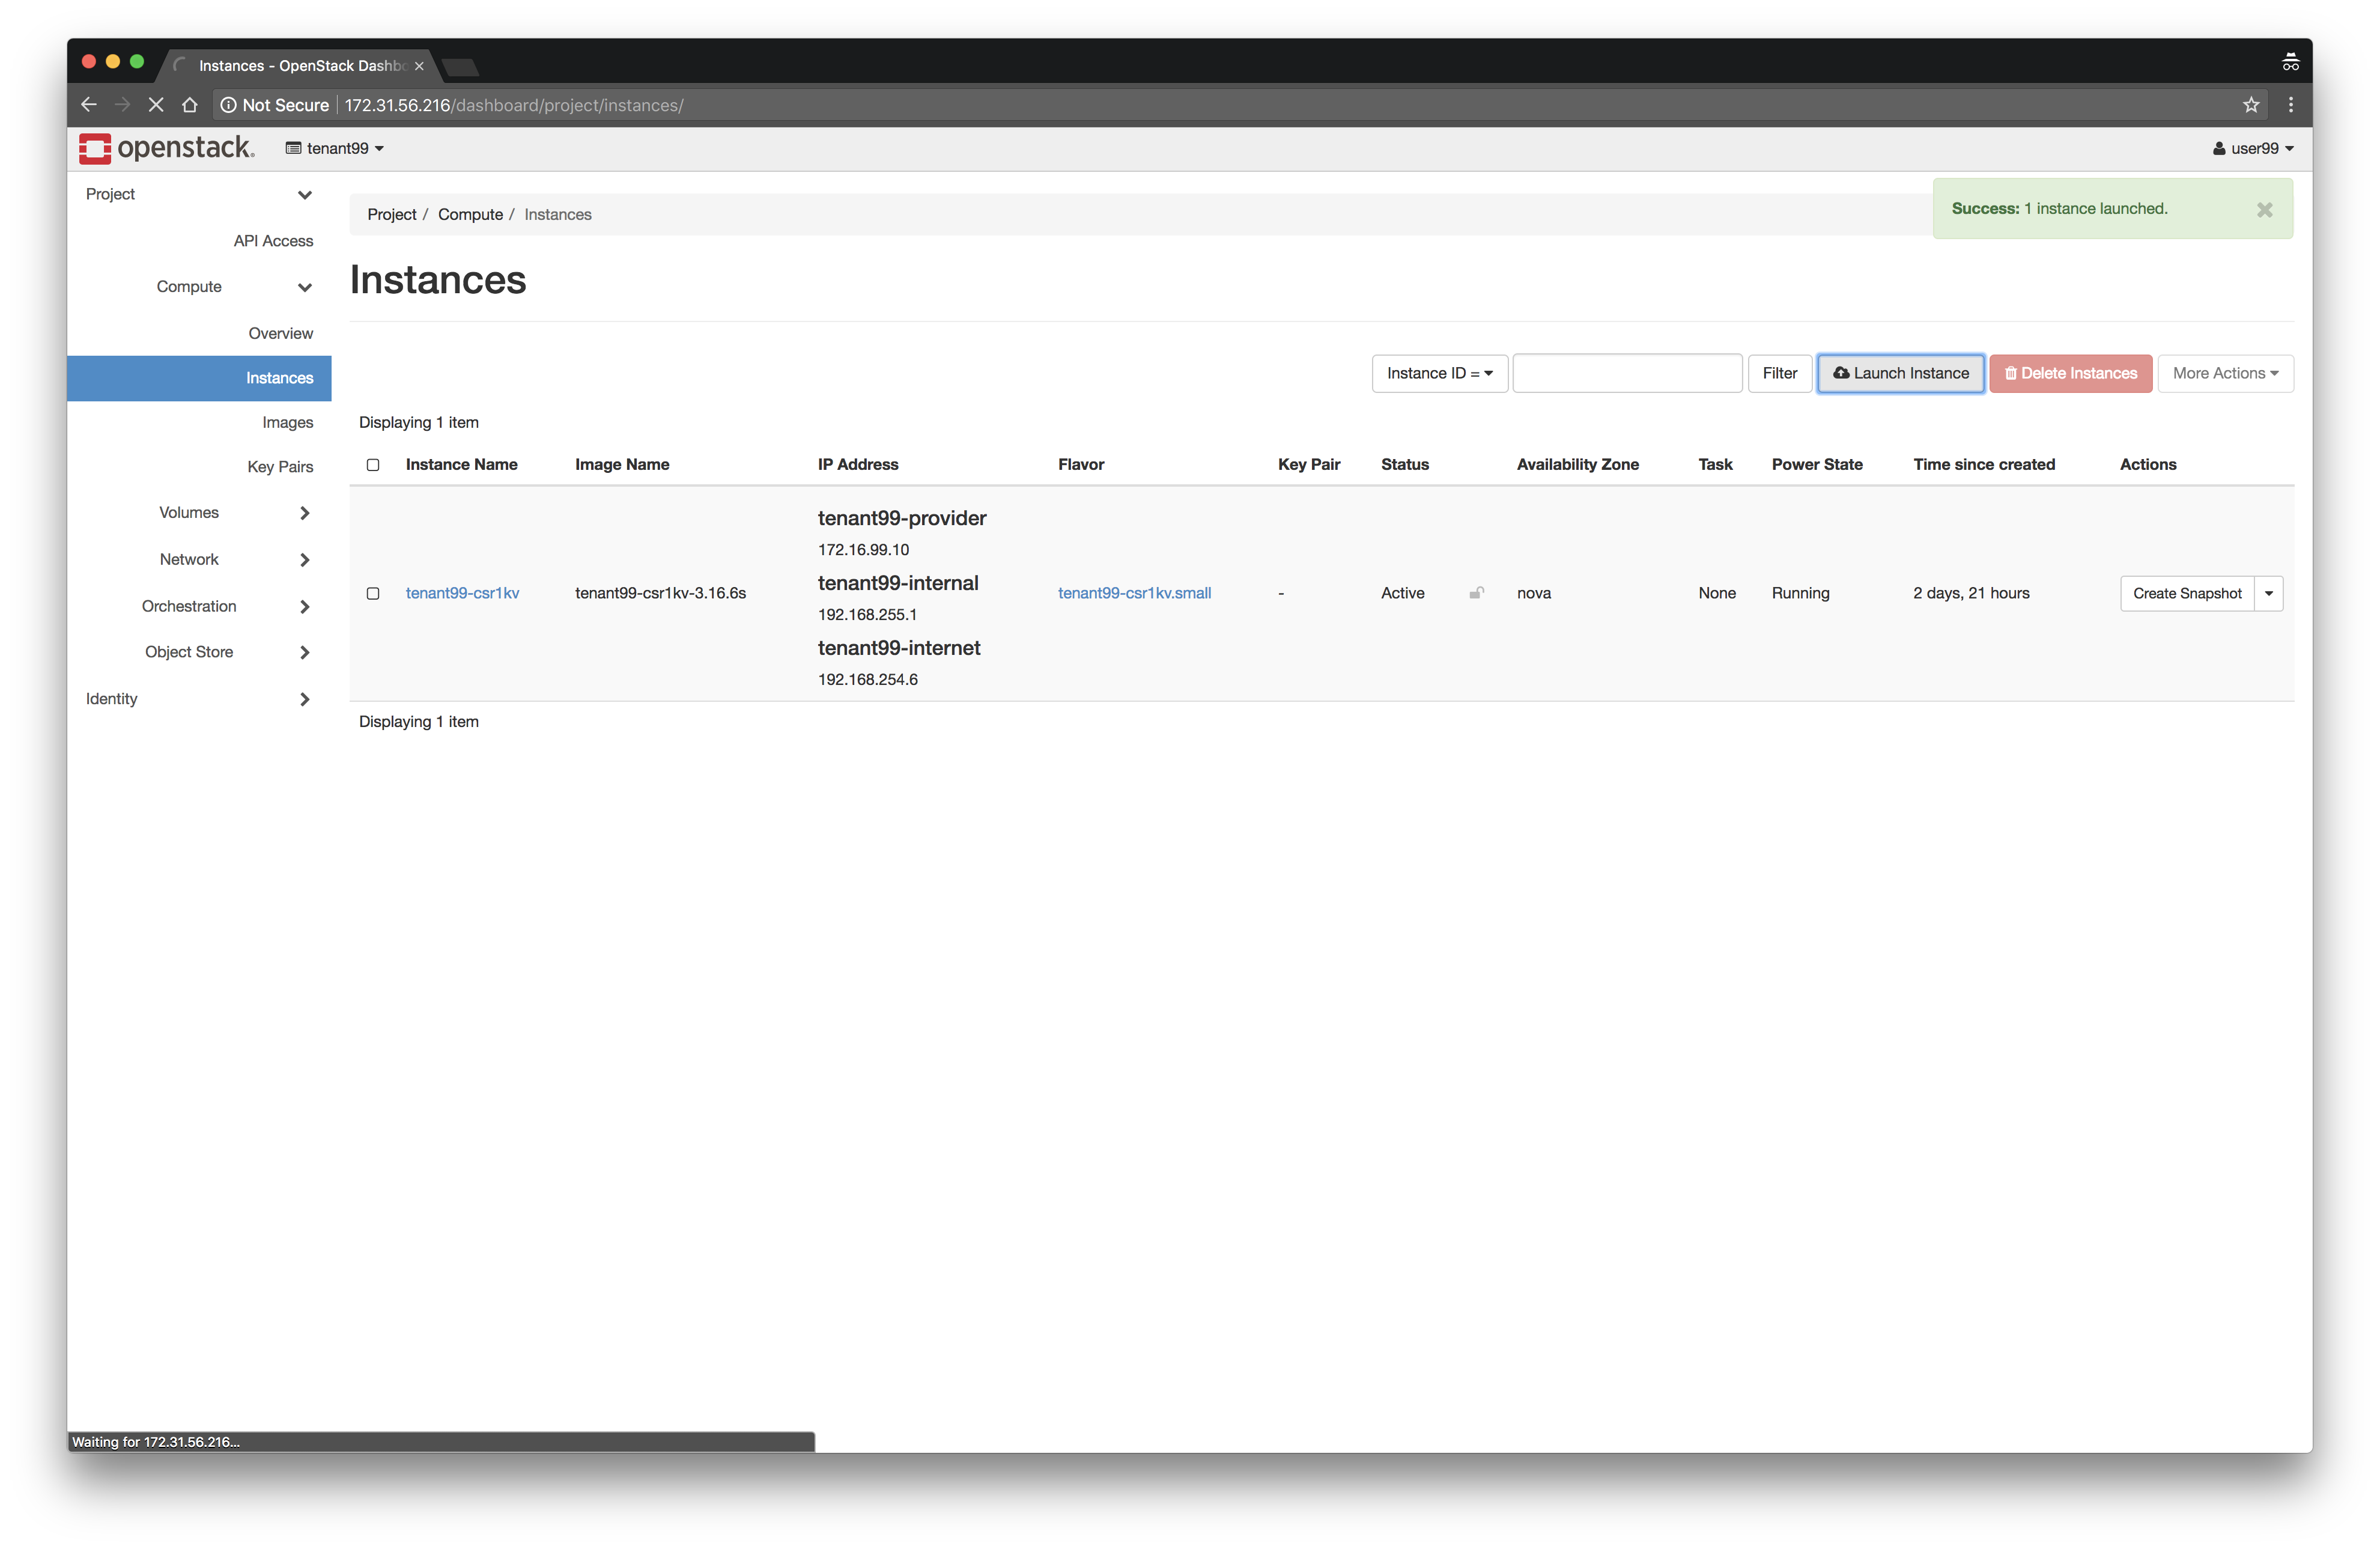 Instances - OpenStack Dashbo
Not Secure | 172.31.56.216/dashboard/project/instances/
openstack. tenant99 user99
Project
API Access
Compute
Overview
Instances
Images
Key Pairs
Volumes
Network
Orchestration
Object Store
Identity
Project / Compute / Instances
Success: 1 instance launched.
Instances
Instance ID = Filter Launch Instance Delete Instances More Actions
Displaying 1 item
Instance Name Image Name IP Address Flavor Key Pair Status Availability Zone Task Power State Time since created Actions
tenant99-provider
172.16.99.10
tenant99-internal
tenant99-csr1kv tenant99-csr1kv-3.16.6s tenant99-csr1kv.small - Active nova None Running 2 days, 21 hours Create Snapshot
192.168.255.1
tenant99-internet
192.168.254.6
Displaying 1 item
Waiting for 172.31.56.216...